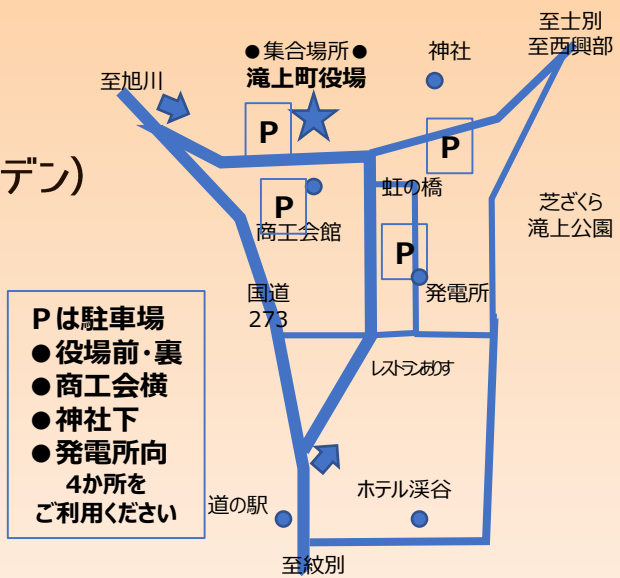 至士別
至西興部
●集合場所●
滝上町役場
神社
至旭川
P
P
デン)
虹の橋
P
芝ざくら
滝上公園
商工会館
P
発電所
国道
273
Pは駐車場
●役場前・裏
●商工会横
●神社下
●発電所向
4か所を
ご利用ください
レストランありす
ホテル渓谷
道の駅
至紋別